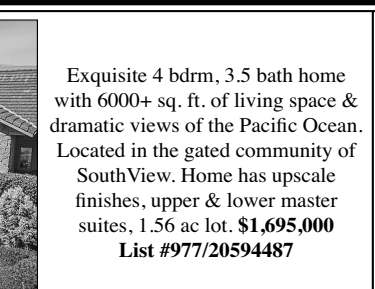 Exquisite 4 bdrm, 3.5 bath home
with 6000+ sq. ft. of living space &
dramatic views of the Pacific Ocean.
Located in the gated community of
SouthView. Home has upscale
finishes, upper & lower master
suites, 1.56 ac lot. $1,695,000
List #977/20594487